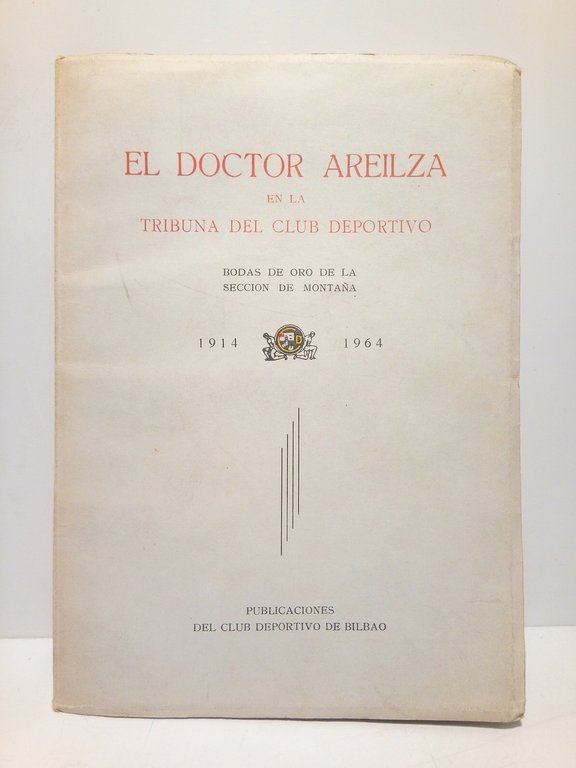 EL DOCTOR AREILZA
EN LA
TRIBUNA DEL CLUB DEPORTIVO
BODAS DE ORO DE LA
SECCION DE MONTAÑA
1914 1964
PUBLICACIONES
DEL CLUB DEPORTIVO DE BILBAO